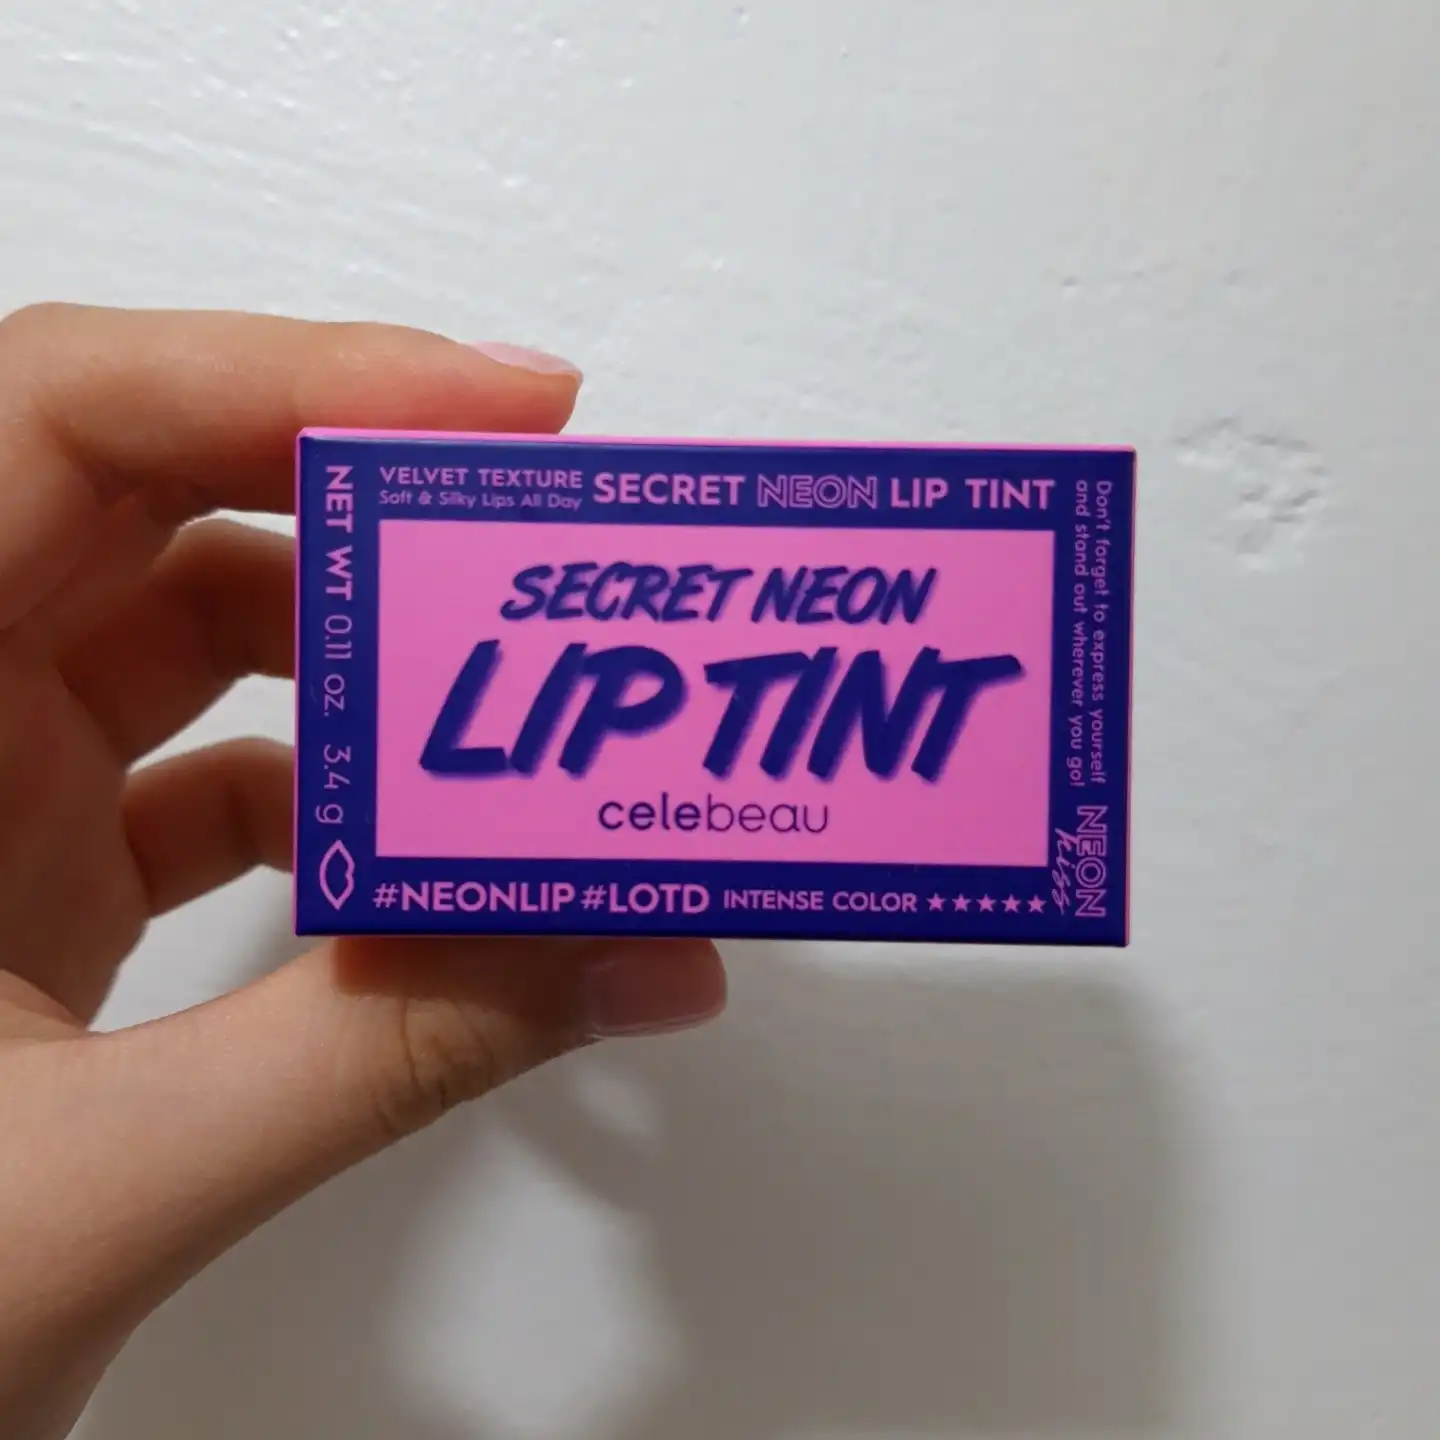 VELVET TEXTURE
Soft & Silky Lips All Day
SECRET NEON LIP TINT
NET WT 0.11 oz. 3.4 g
SECRET NEON
LIP TINT
celebeau
Don't forget to express yourself
and stand out wherever you go!
NEON
kiss
#NEONLIP #LOTD INTENSE COLOR ★★★★★